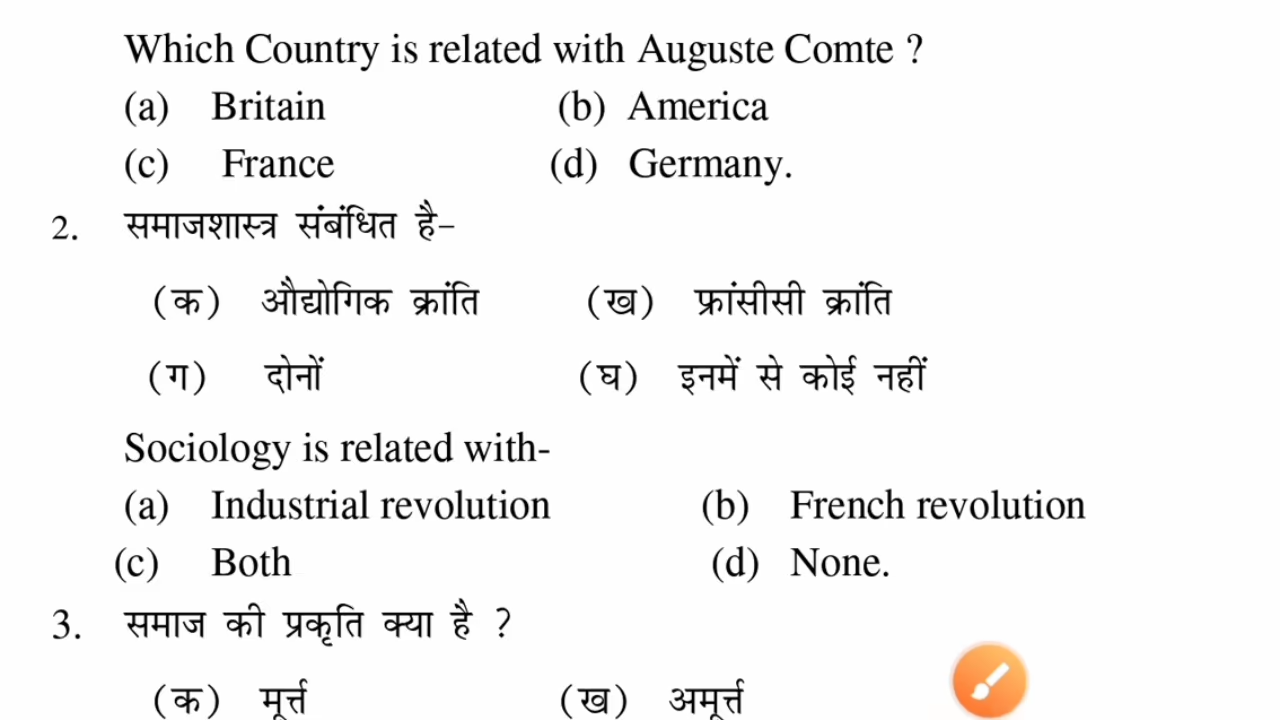 Which Country is related with Auguste Comte ?
(a) Britain (b) America
(c) France (d) Germany.
2. समाजशास्त्र संबंधित है-
(क) औद्योगिक क्रांति (ख) फ्रांसीसी क्रांति
(ग) दोनों (घ) इनमें से कोई नहीं
Sociology is related with-
(a) Industrial revolution (b) French revolution
(c) Both (d) None.
3. समाज की प्रकृति क्या है ?
(क) मूर्त्त (ख) अमूर्त्त